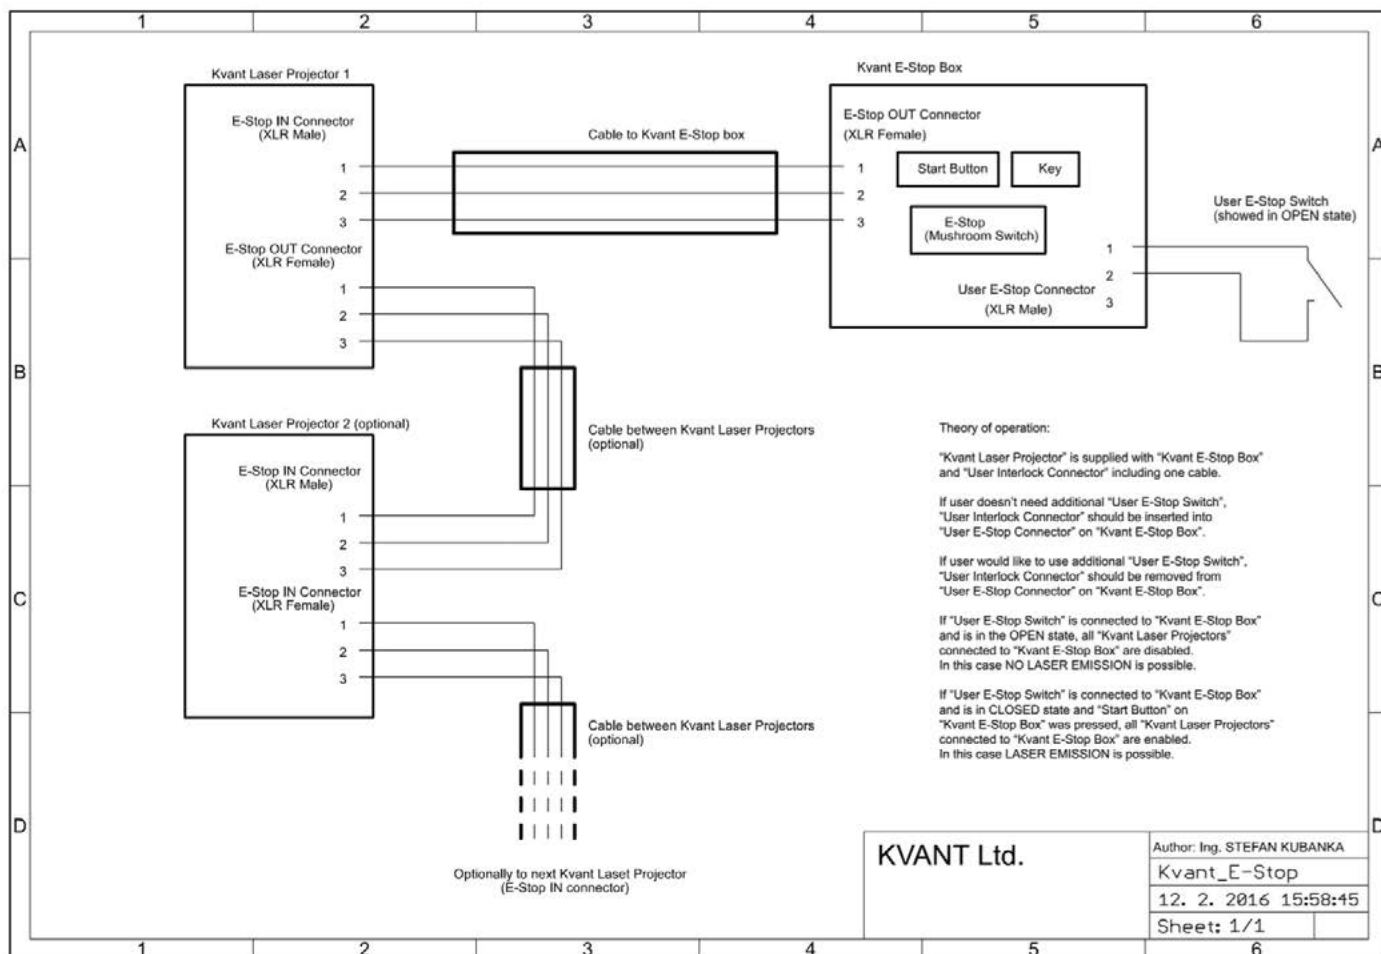 1 2 3 4 5 6
Kvant Laser Projector 1
E-Stop IN Connector
(XLR Male)
1
2
3
E-Stop OUT Connector
(XLR Female)
1
2
3
Cable to Kvant E-Stop box
Kvant E-Stop Box
E-Stop OUT Connector
(XLR Female)
1
2
3
Start Button
Key
E-Stop
(Mushroom Switch)
User E-Stop Connector
(XLR Male)
1
2
3
User E-Stop Switch
(showed in OPEN state)
A
A
B
B
Kvant Laser Projector 2 (optional)
E-Stop IN Connector
(XLR Male)
1
2
3
E-Stop IN Connector
(XLR Female)
1
2
3
Cable between Kvant Laser Projectors
(optional)
Cable between Kvant Laser Projectors
(optional)
Optionally to next Kvant Laset Projector
(E-Stop IN connector)
C
C
D
D
Theory of operation:
"Kvant Laser Projector" is supplied with "Kvant E-Stop Box"
and "User Interlock Connector" including one cable.
If user doesn't need additional "User E-Stop Switch",
"User Interlock Connector" should be inserted into
"User E-Stop Connector" on "Kvant E-Stop Box".
If user would like to use additional "User E-Stop Switch",
"User Interlock Connector" should be removed from
"User E-Stop Connector" on "Kvant E-Stop Box".
If "User E-Stop Switch" is connected to "Kvant E-Stop Box"
and is in the OPEN state, all "Kvant Laser Projectors"
connected to "Kvant E-Stop Box" are disabled.
In this case NO LASER EMISSION is possible.
If "User E-Stop Switch" is connected to "Kvant E-Stop Box"
and is in CLOSED state and "Start Button" on
"Kvant E-Stop Box" was pressed, all "Kvant Laser Projectors"
connected to "Kvant E-Stop Box" are enabled.
In this case LASER EMISSION is possible.
KVANT Ltd.
Author: Ing. STEFAN KUBANKA
Kvant_E-Stop
12. 2. 2016 15:58:45
Sheet: 1/1
1 2 3 4 5 6